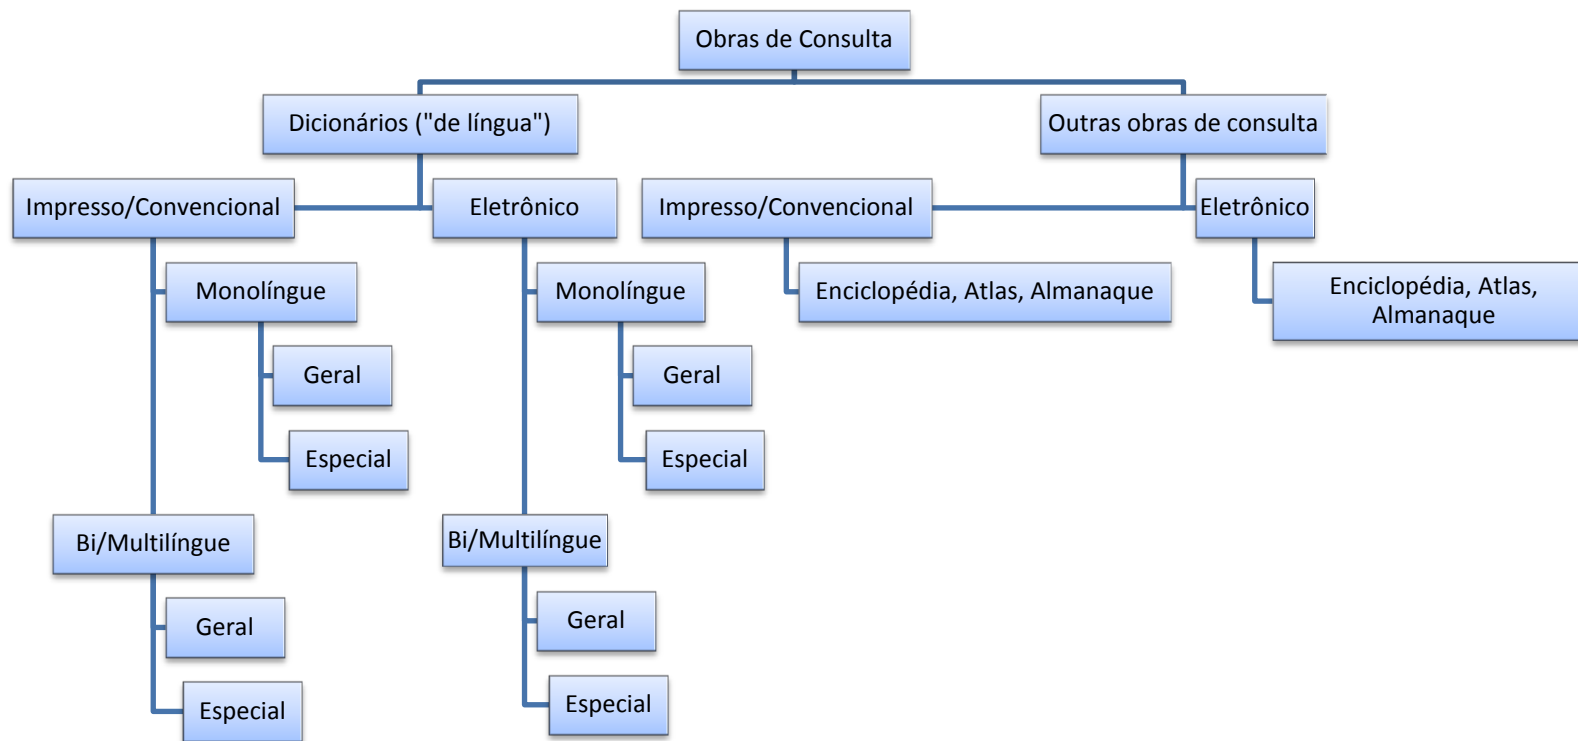 Obras de Consulta
Dicionários ("de língua")
Outras obras de consulta
Impresso/Convencional
Eletrônico
Impresso/Convencional
Eletrônico
Monolíngue
Monolíngue
Enciclopédia, Atlas, Almanaque
Enciclopédia, Atlas,
Almanaque
Geral
Geral
Especial
Especial
Bi/Multilíngue
Bi/Multilíngue
Geral
Geral
Especial
Especial